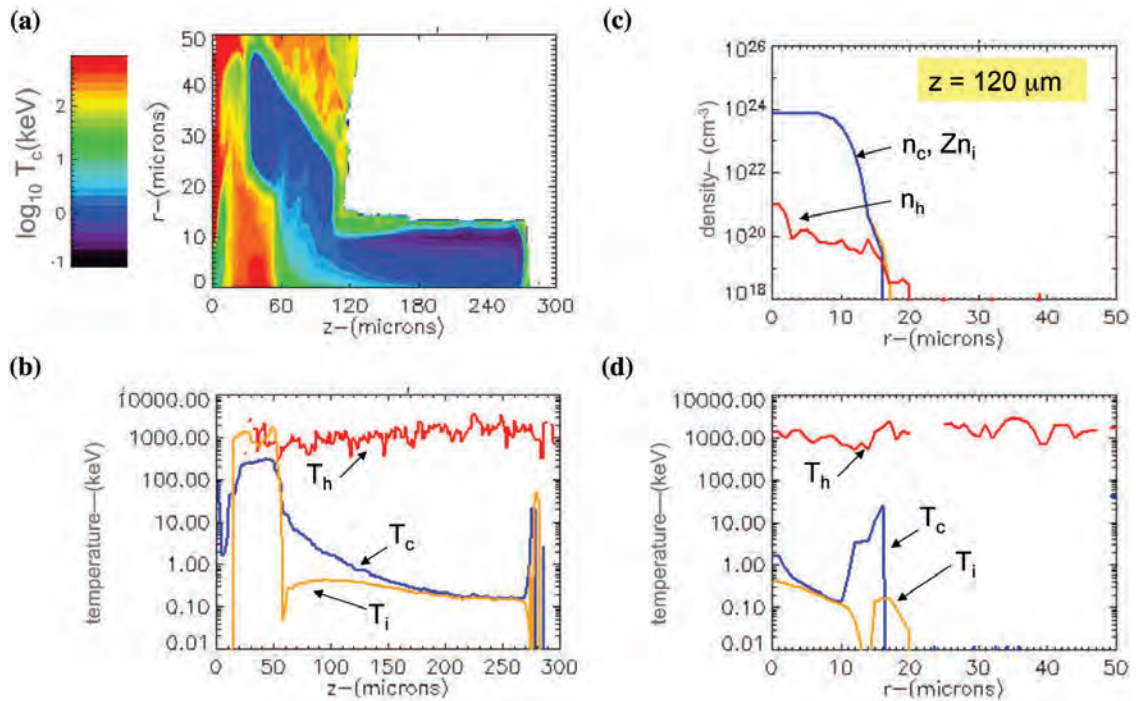 (a)
log10 Tc(keV)
2
1
0
-1
r−(microns)
50
40
30
20
10
0
0 60 120 180 240 300
z−(microns)
(c)
density− (cm-3)
10^26
10^24
10^22
10^20
10^18
z = 120 μm
nc, Zni
nh
0 10 20 30 40 50
r−(microns)
(b)
temperature—(keV)
10000.00
1000.00
100.00
10.00
1.00
0.10
0.01
Th
Tc
Ti
0 50 100 150 200 250 300
z−(microns)
(d)
temperature—(keV)
10000.00
1000.00
100.00
10.00
1.00
0.10
0.01
Th
Tc
Ti
0 10 20 30 40 50
r−(microns)